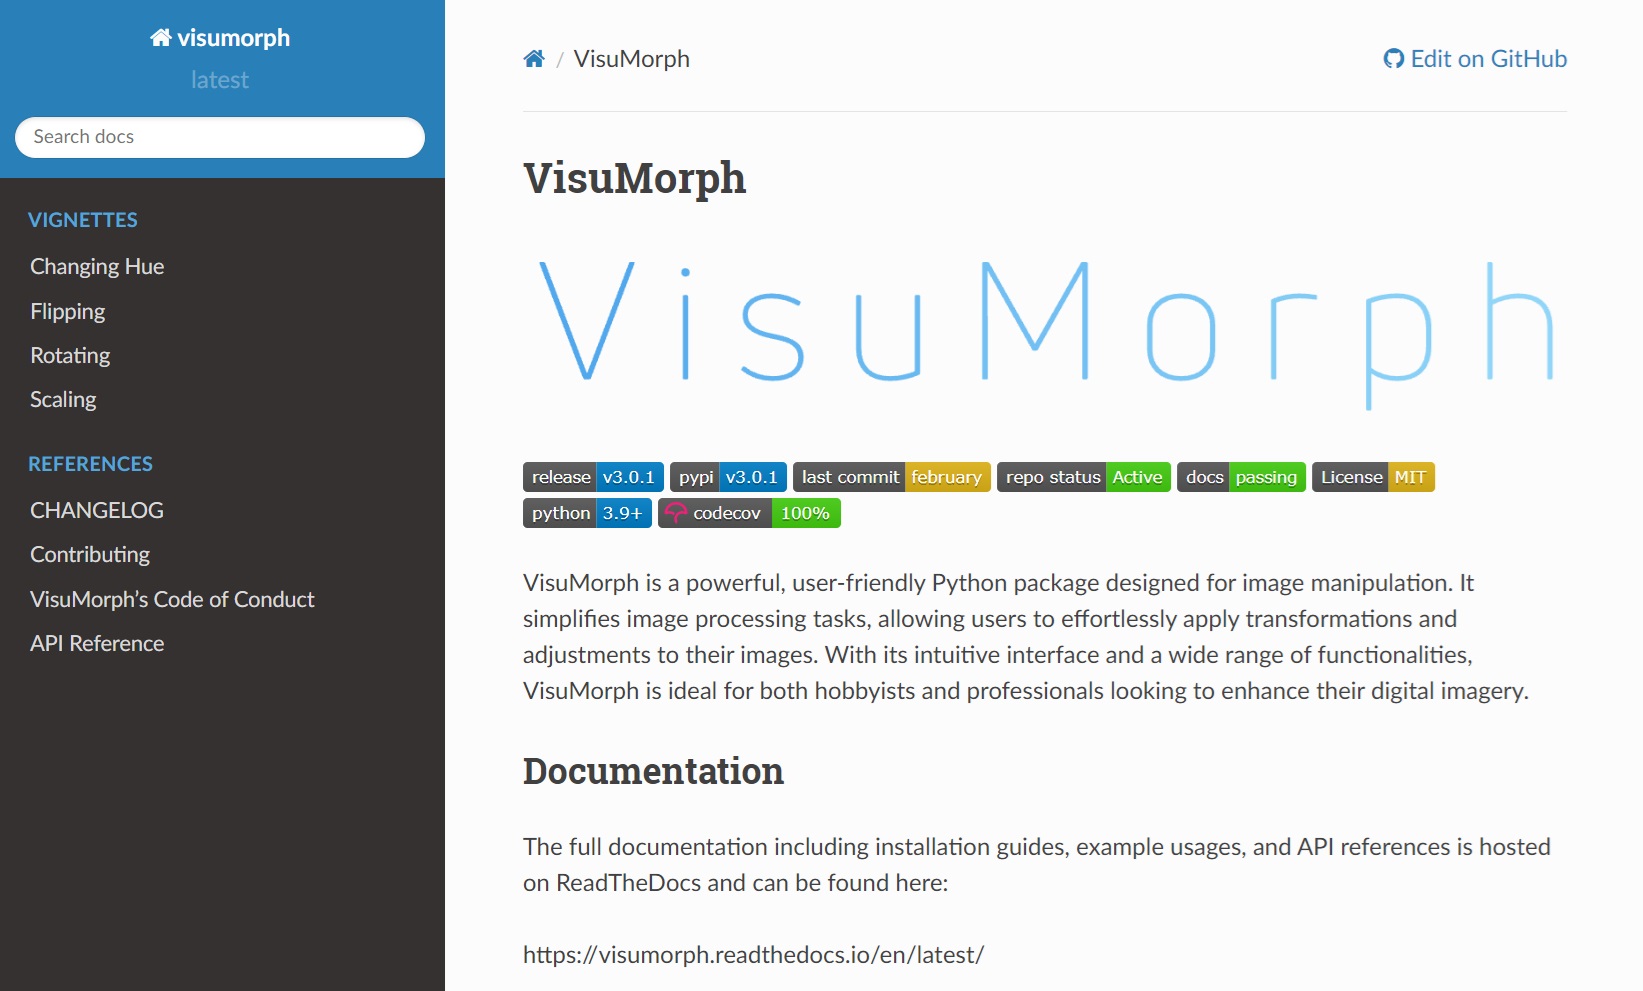 visumorph
latest
Search docs
VIGNETTES
Changing Hue
Flipping
Rotating
Scaling
REFERENCES
CHANGELOG
Contributing
VisuMorph’s Code of Conduct
API Reference
/ VisuMorph
Edit on GitHub
VisuMorph
VisuMorph
release v3.0.1 pypi v3.0.1 last commit february repo status Active docs passing License MIT
python 3.9+ codecov 100%
VisuMorph is a powerful, user-friendly Python package designed for image manipulation. It
simplifies image processing tasks, allowing users to effortlessly apply transformations and
adjustments to their images. With its intuitive interface and a wide range of functionalities,
VisuMorph is ideal for both hobbyists and professionals looking to enhance their digital imagery.
Documentation
The full documentation including installation guides, example usages, and API references is hosted
on ReadTheDocs and can be found here:
https://visumorph.readthedocs.io/en/latest/